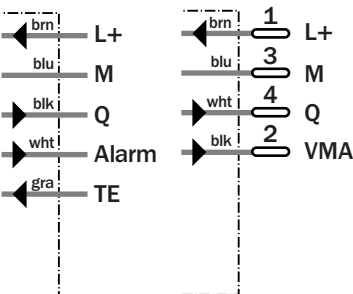 brn L+
blu M
blk Q
wht Alarm
gra TE
brn 1 L+
blu 3 M
wht 4 Q
blk 2 VMA